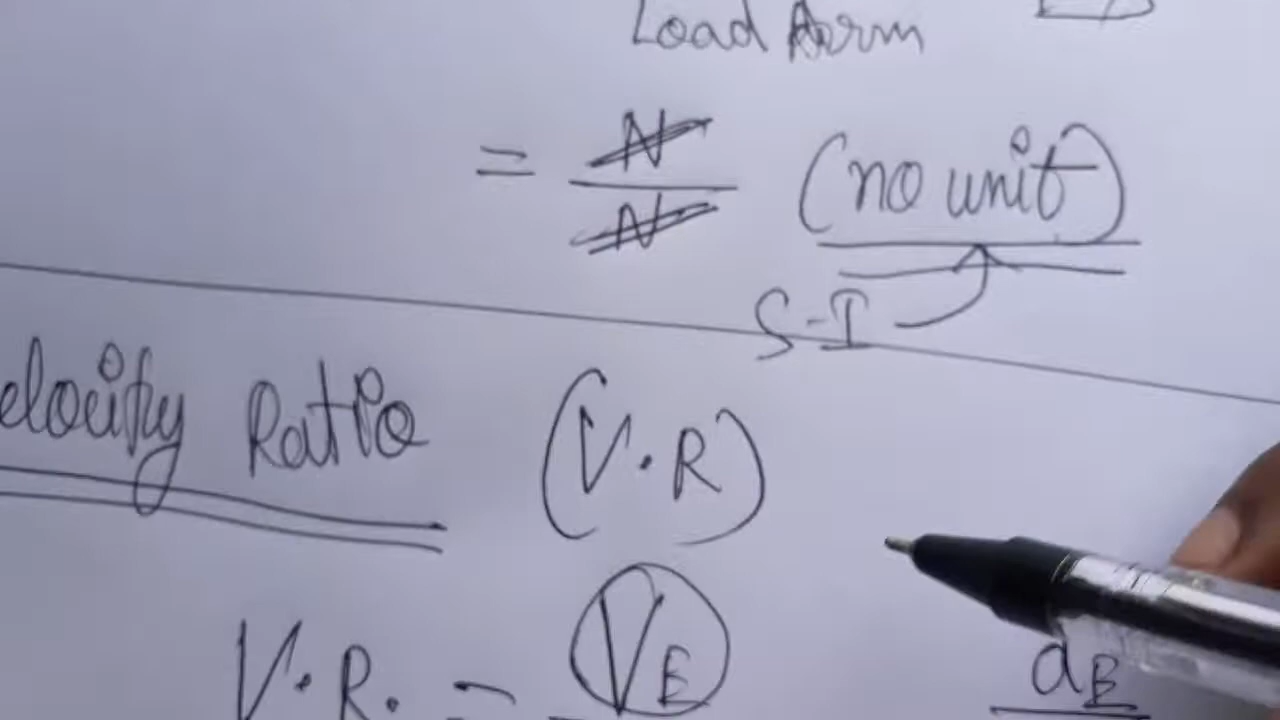 Load Arm
= N
N (no unit)
S-I
elocity Ratio (V.R)
V.R. = VE dE